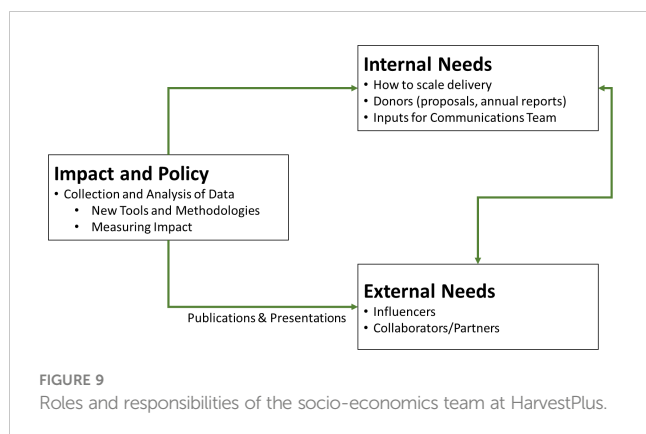 Internal Needs
• How to scale delivery
• Donors (proposals, annual reports)
• Inputs for Communications Team
Impact and Policy
• Collection and Analysis of Data
• New Tools and Methodologies
• Measuring Impact
External Needs
• Influencers
• Collaborators/Partners
Publications & Presentations
FIGURE 9
Roles and responsibilities of the socio-economics team at HarvestPlus.